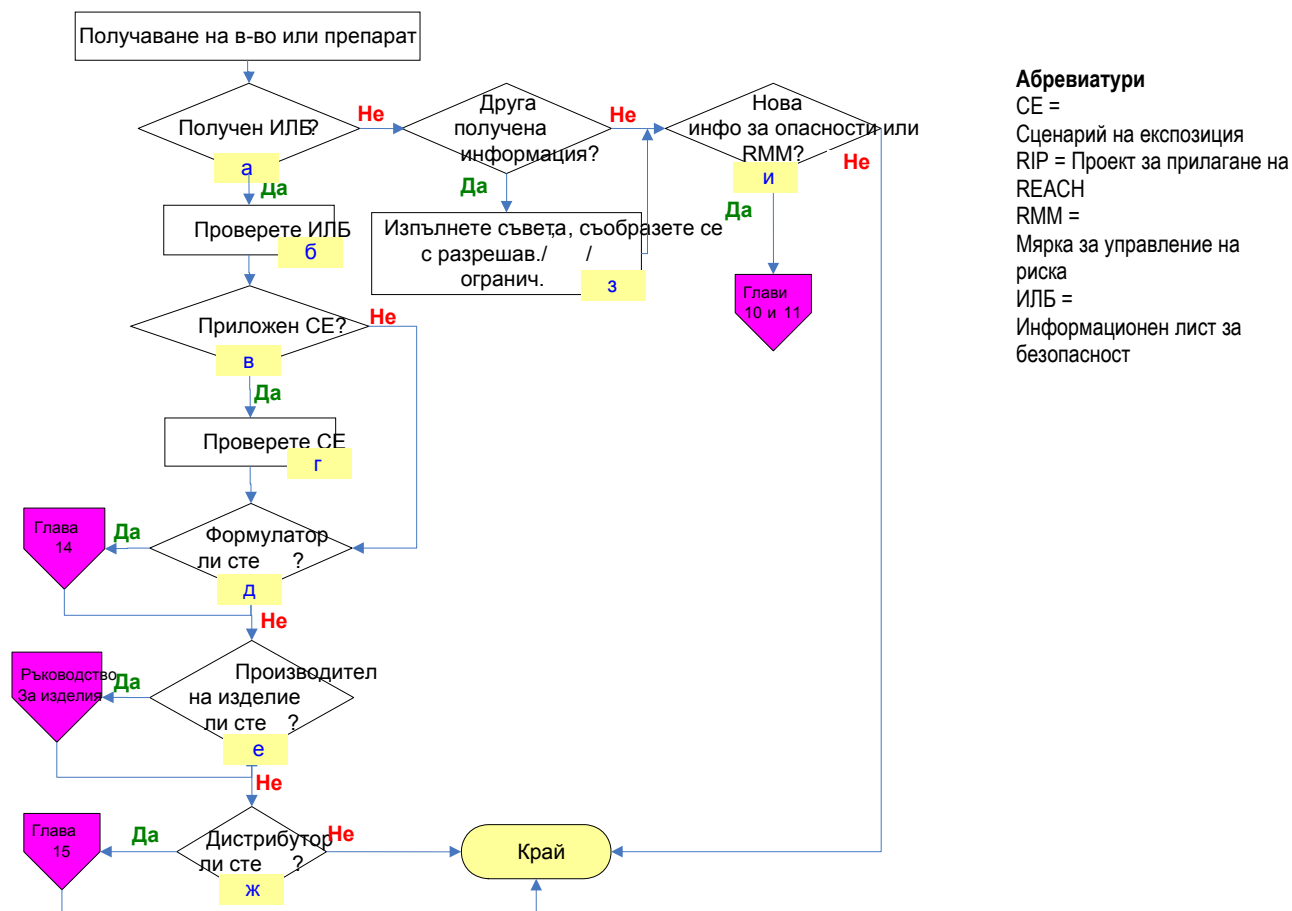 Получаване на в-во или препарат
Получен ИЛБ?
а
Не
Друга
получена
информация?
Не
Нова
инфо за опасности или
RMM?
и
Не
Да
Проверете ИЛБ
б
Да
Изпълнете съвета, съобразете се
с разрешав./ /
огранич.
з
Да
Глави
10 и 11
Приложен СЕ?
в
Не
Да
Проверете СЕ
г
Формулатор
ли сте ?
д
Да
Глава
14
Не
Производител
на изделие
ли сте ?
е
Да
Ръководство
За изделия
Не
Дистрибутор
ли сте ?
ж
Да
Глава
15
Не
Край
Абревиатури
СЕ =
Сценарий на експозиция
RIP = Проект за прилагане на
REACH
RMM =
Мярка за управление на
риска
ИЛБ =
Информационен лист за
безопасност